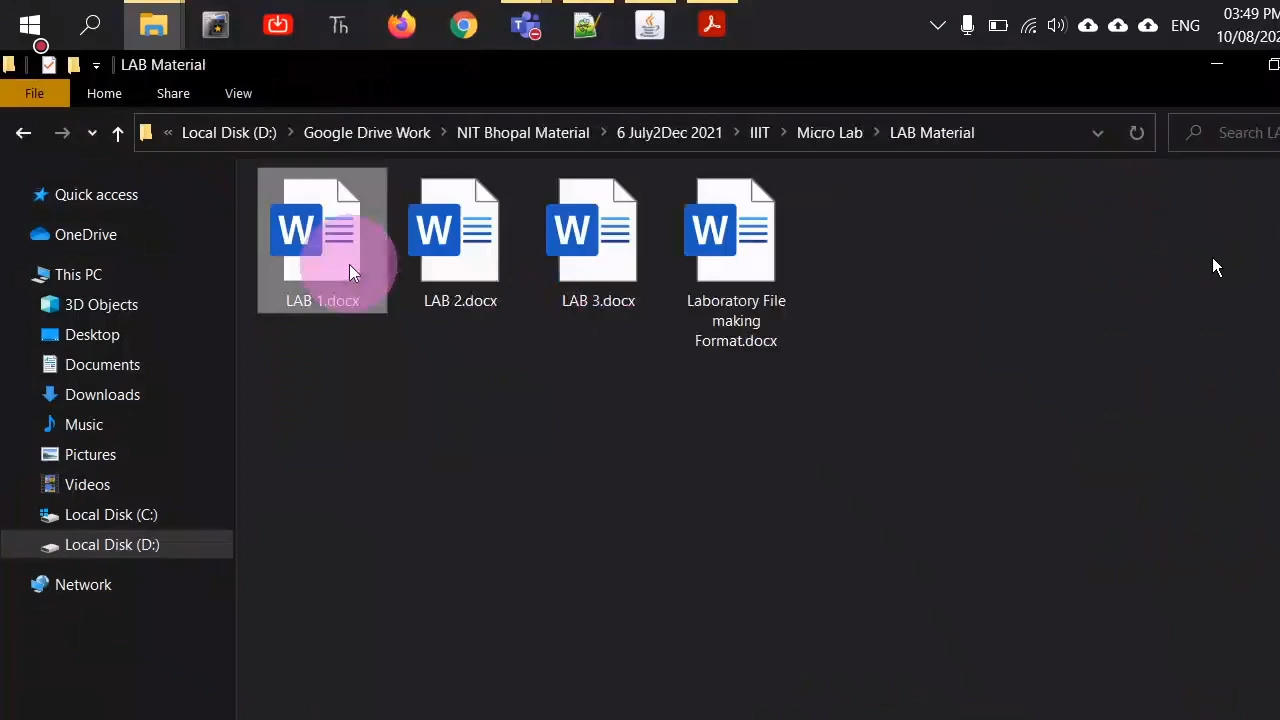 Th
ENG
03:49 PM
10/08/202
LAB Material
File Home Share View
« Local Disk (D:) > Google Drive Work > NIT Bhopal Material > 6 July2Dec 2021 > IIIT > Micro Lab > LAB Material
Search LA
Quick access
OneDrive
This PC
3D Objects
Desktop
Documents
Downloads
Music
Pictures
Videos
Local Disk (C:)
Local Disk (D:)
Network
W W W W
LAB 1.docx LAB 2.docx LAB 3.docx Laboratory File
making
Format.docx